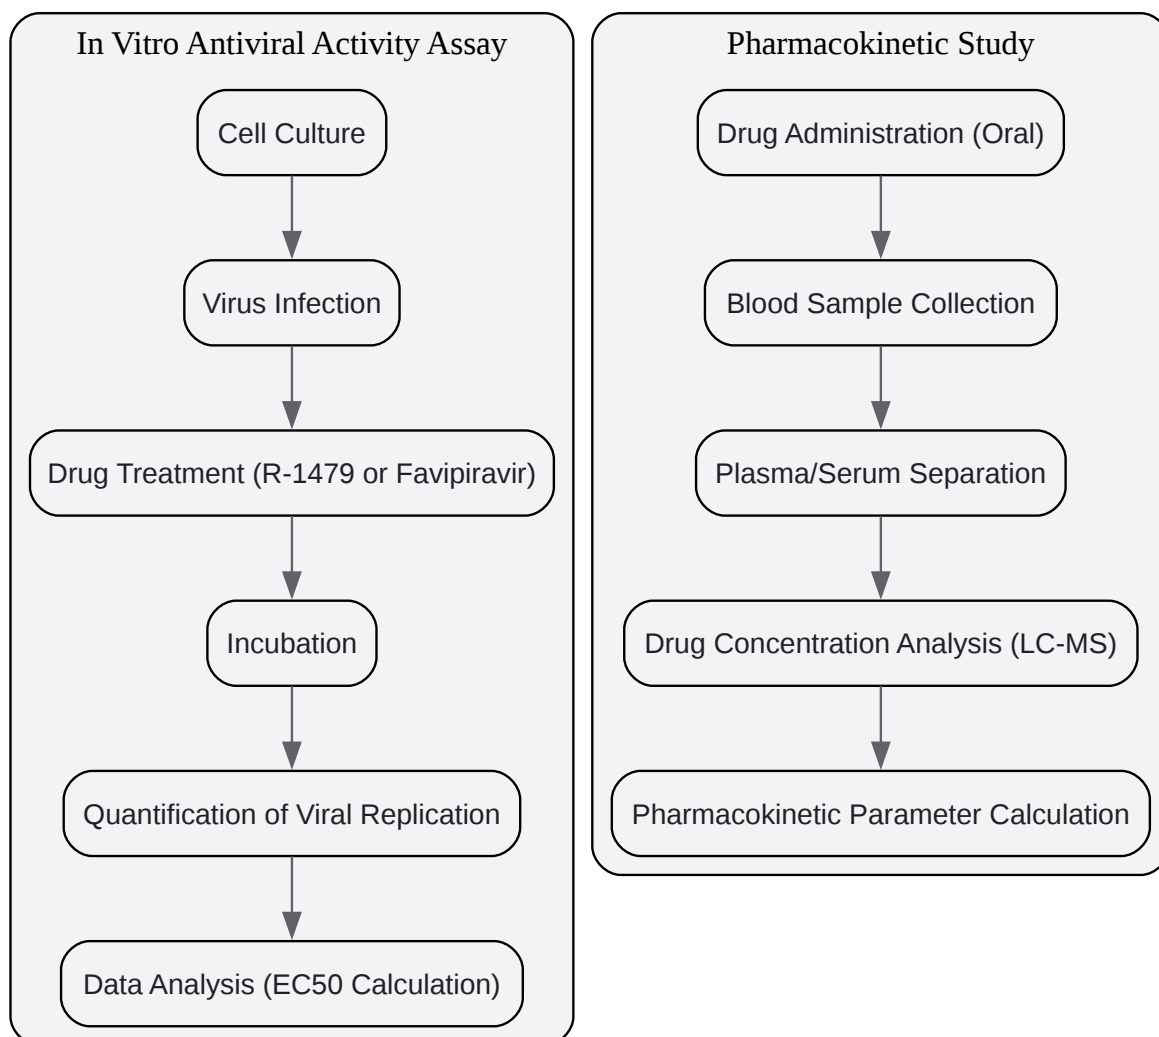 In Vitro Antiviral Activity Assay
Cell Culture
Virus Infection
Drug Treatment (R-1479 or Favipiravir)
Incubation
Quantification of Viral Replication
Data Analysis (EC50 Calculation)
Pharmacokinetic Study
Drug Administration (Oral)
Blood Sample Collection
Plasma/Serum Separation
Drug Concentration Analysis (LC-MS)
Pharmacokinetic Parameter Calculation